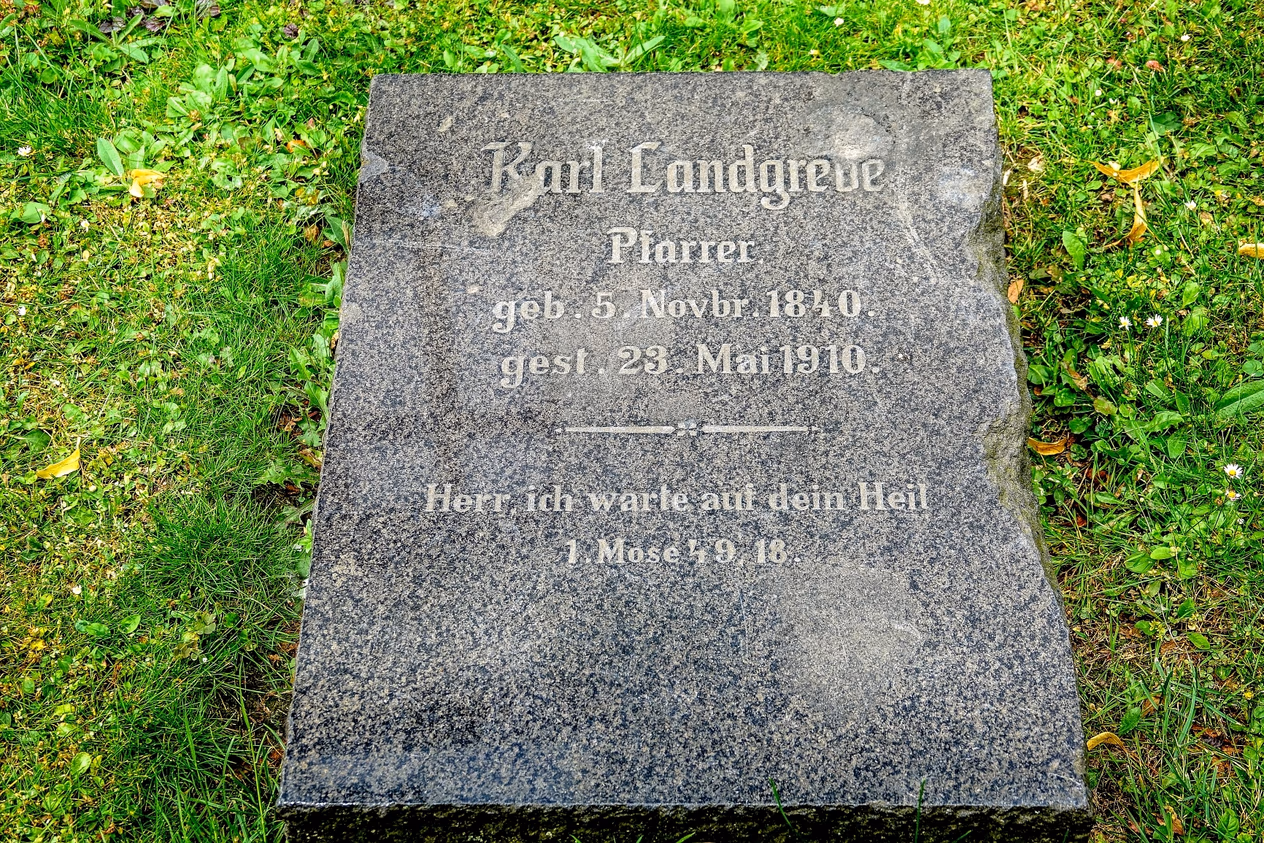 Karl Landgrebe
Pfarrer.
geb. 5. Novbr. 1840.
gest. 23. Mai 1910.
Herr, ich warte auf dein Heil
1. Mose 49, 18.